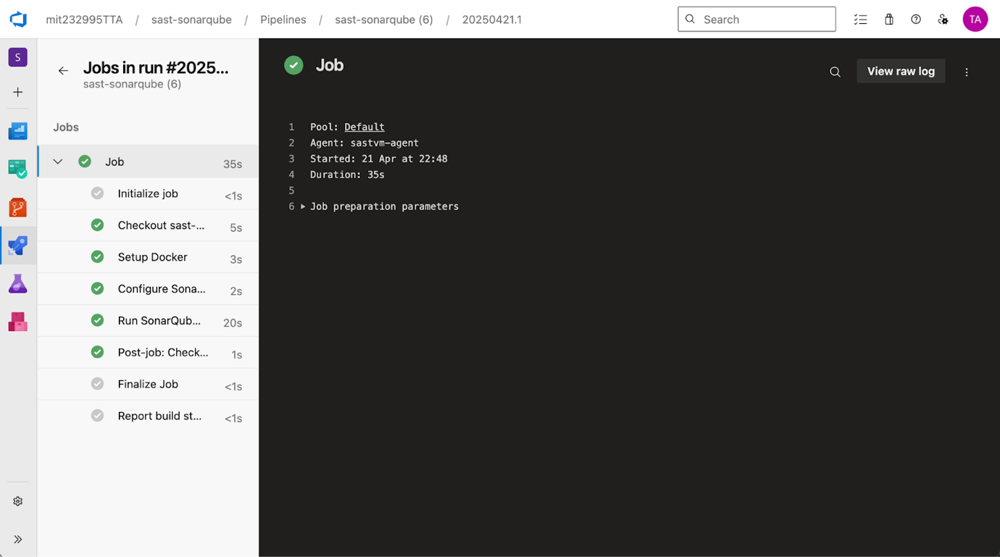 mit232995TTA / sast-sonarqube / Pipelines / sast-sonarqube (6) / 20250421.1
Search
TA
S
Jobs in run #2025...
sast-sonarqube (6)
Jobs
Job 35s
Initialize job <1s
Checkout sast-... 5s
Setup Docker 3s
Configure Sona... 2s
Run SonarQub... 20s
Post-job: Check... 1s
Finalize Job <1s
Report build st... <1s
Job
View raw log
1 Pool: Default
2 Agent: sastvm-agent
3 Started: 21 Apr at 22:48
4 Duration: 35s
5
6 Job preparation parameters